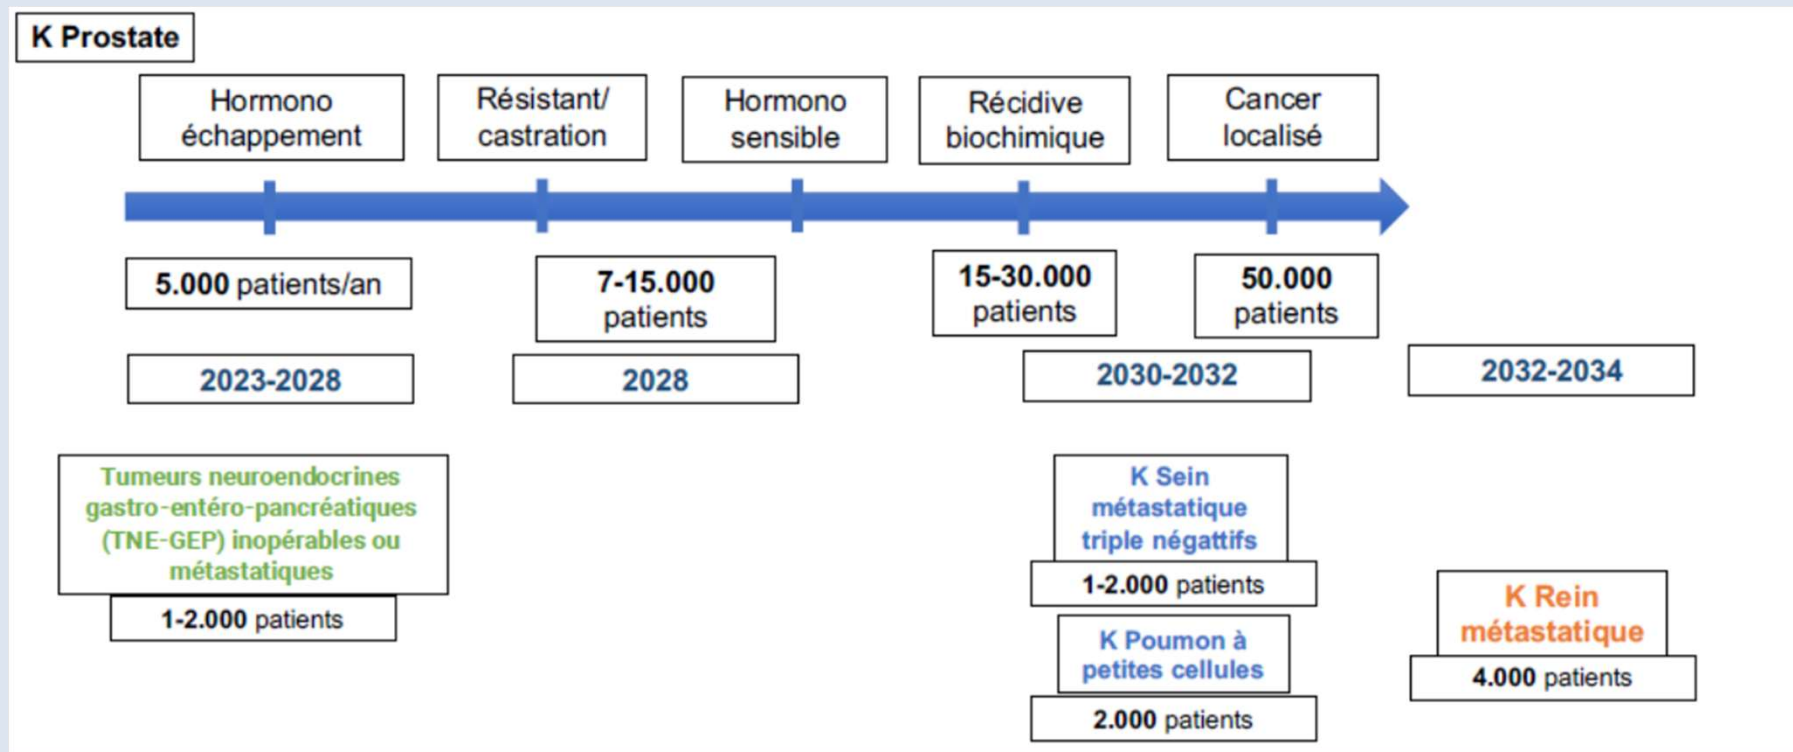 K Prostate
Hormono
échappement
Résistant/
castration
Hormono
sensible
Récidive
biochimique
Cancer
localisé
5.000 patients/an
7-15.000
patients
15-30.000
patients
50.000
patients
2023-2028
2028
2030-2032
2032-2034
Tumeurs neuroendocrines
gastro-entéro-pancréatiques
(TNE-GEP) inopérables ou
métastatiques
1-2.000 patients
K Sein
métastatique
triple négattifs
1-2.000 patients
K Poumon à
petites cellules
2.000 patients
K Rein
métastatique
4.000 patients